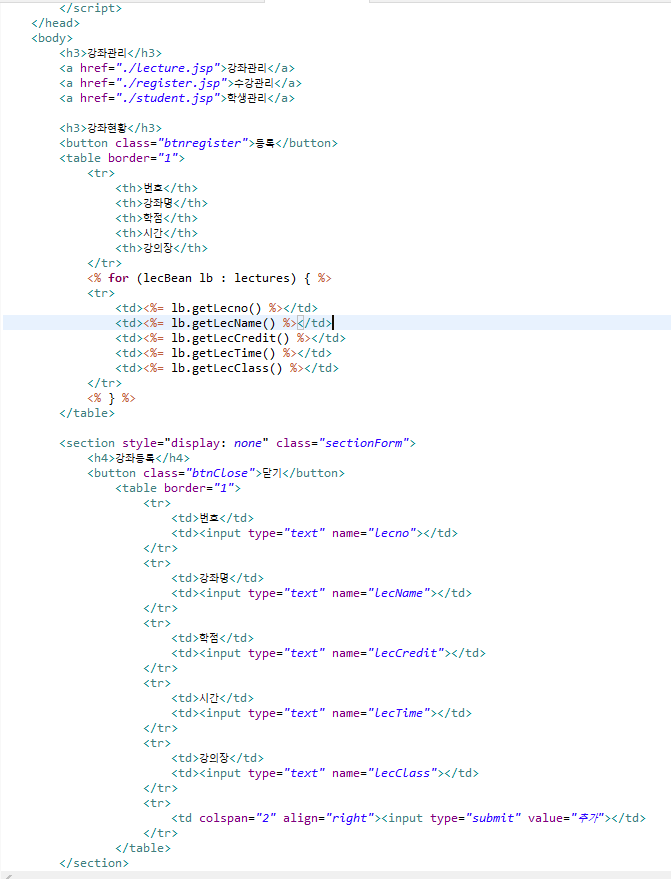 </script>
</head>
<body>
<h3>강좌관리</h3>
<a href="./lecture.jsp">강좌관리</a>
<a href="./register.jsp">수강관리</a>
<a href="./student.jsp">학생관리</a>
<h3>강좌현황</h3>
<button class="btnregister">등록</button>
<table border="1">
<tr>
<th>번호</th>
<th>강좌명</th>
<th>학점</th>
<th>시간</th>
<th>강의장</th>
</tr>
<% for (lecBean lb : lectures) { %>
<tr>
<td><%= lb.getLecno() %></td>
<td><%= lb.getLecName() %></td>
<td><%= lb.getLecCredit() %></td>
<td><%= lb.getLecTime() %></td>
<td><%= lb.getLecClass() %></td>
</tr>
<% } %>
</table>
<section style="display: none" class="sectionForm">
<h4>강좌등록</h4>
<button class="btnClose">닫기</button>
<table border="1">
<tr>
<td>번호</td>
<td><input type="text" name="lecno"></td>
</tr>
<tr>
<td>강좌명</td>
<td><input type="text" name="lecName"></td>
</tr>
<tr>
<td>학점</td>
<td><input type="text" name="lecCredit"></td>
</tr>
<tr>
<td>시간</td>
<td><input type="text" name="lecTime"></td>
</tr>
<tr>
<td>강의장</td>
<td><input type="text" name="lecClass"></td>
</tr>
<tr>
<td colspan="2" align="right"><input type="submit" value="추가"></td>
</tr>
</table>
</section>